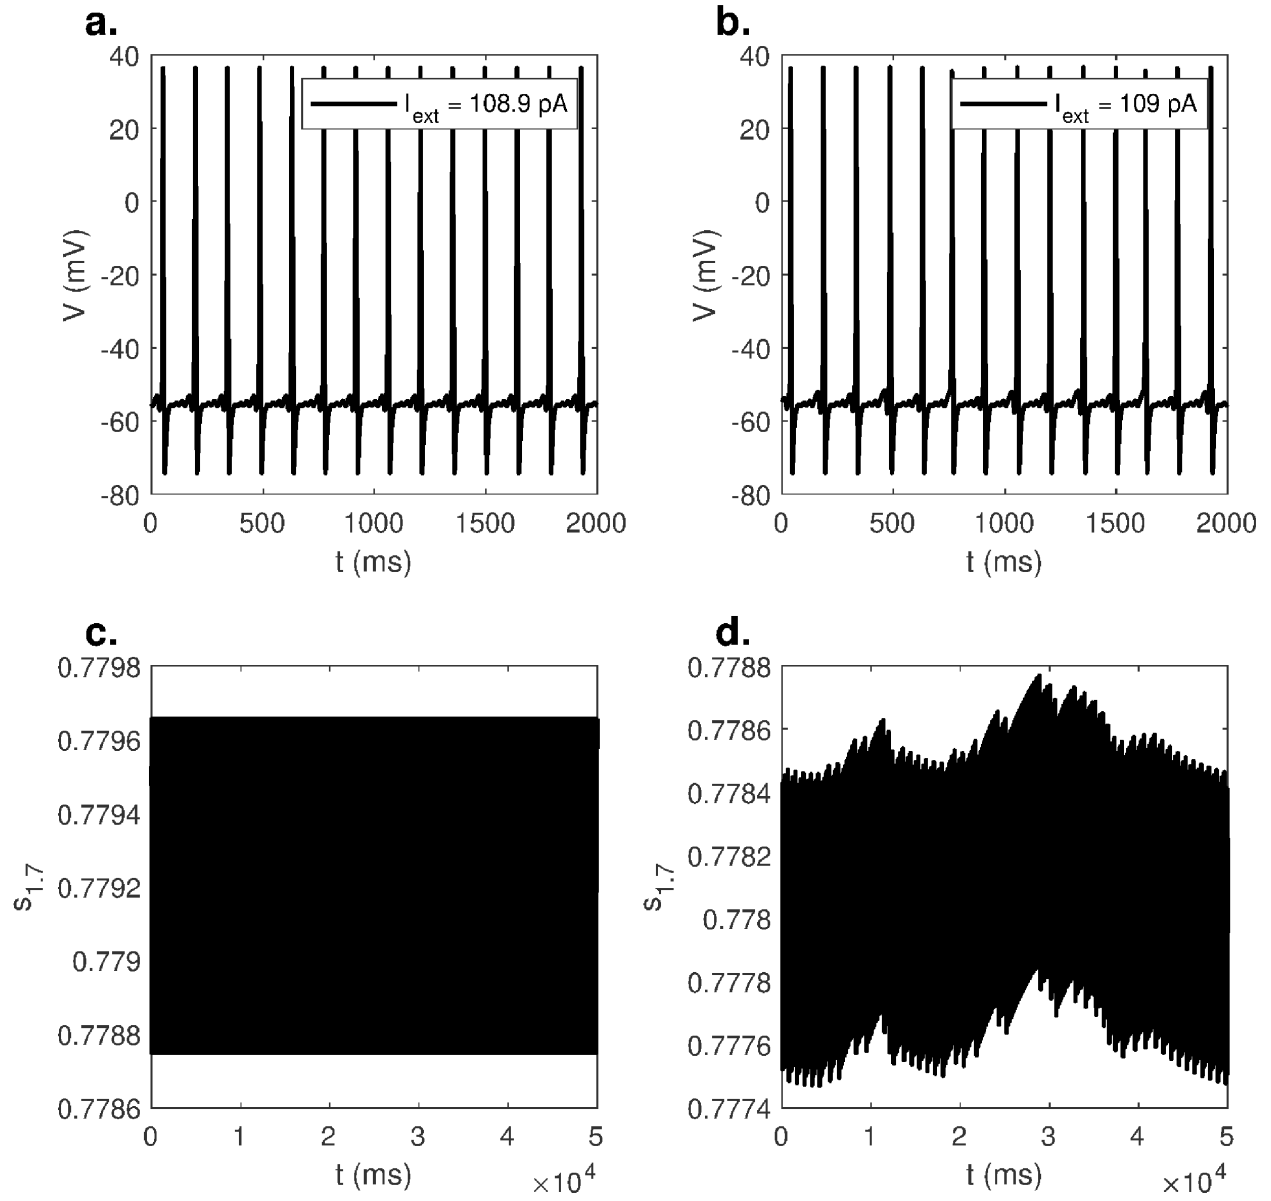 a.
40
20
0
-20
-40
-60
-80
V (mV)
I_ext = 108.9 pA
0 500 1000 1500 2000
t (ms)
b.
40
20
0
-20
-40
-60
-80
V (mV)
I_ext = 109 pA
0 500 1000 1500 2000
t (ms)
c.
0.7798
0.7796
0.7794
0.7792
0.779
0.7788
0.7786
s_1.7
0 1 2 3 4 5
t (ms)
×10^4
d.
0.7788
0.7786
0.7784
0.7782
0.778
0.7778
0.7776
0.7774
s_1.7
0 1 2 3 4 5
t (ms)
×10^4